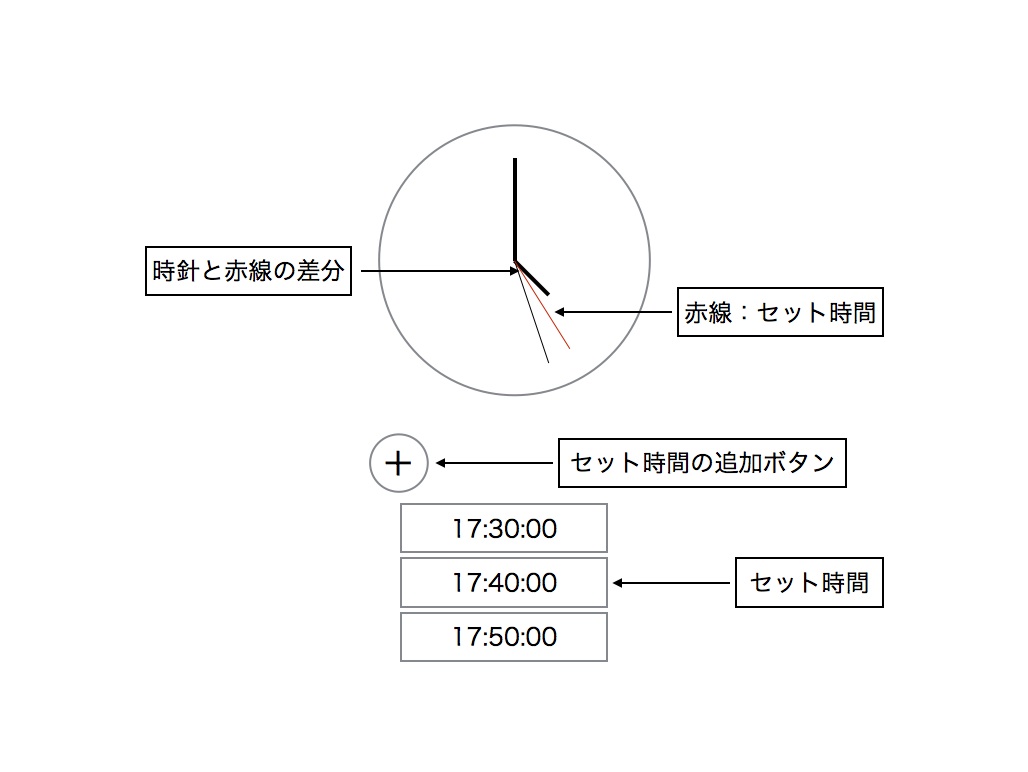 時針と赤線の差分
赤線：セット時間
＋
セット時間の追加ボタン
17:30:00
17:40:00
セット時間
17:50:00